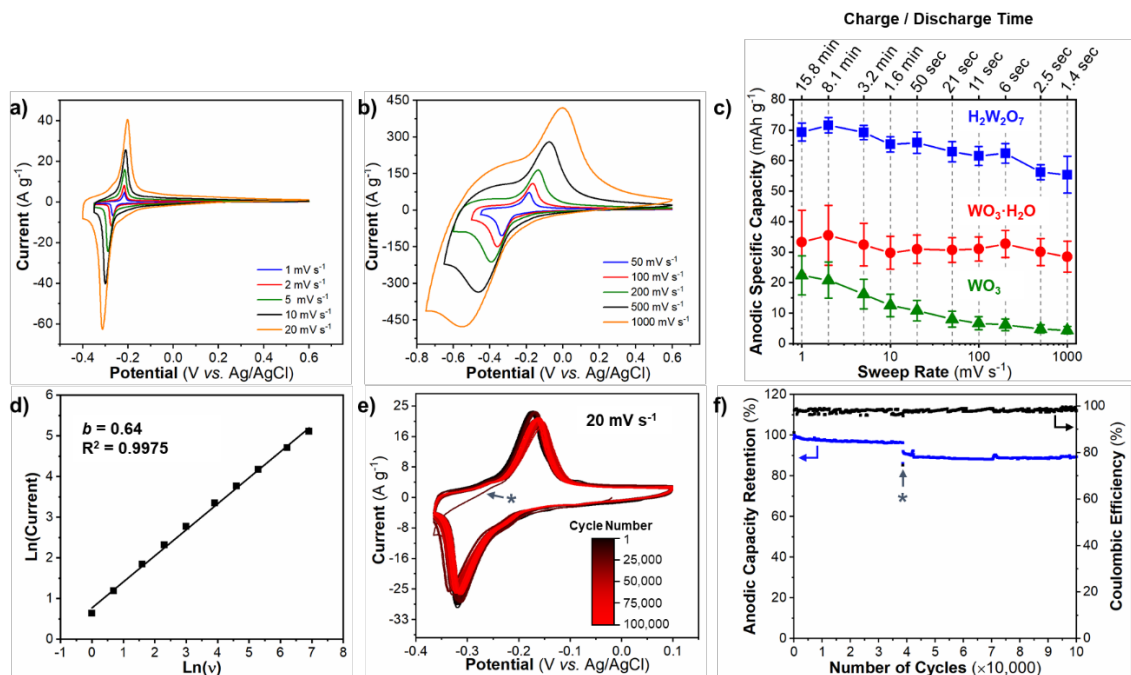 Charge / Discharge Time
15.8 min
8.1 min
3.2 min
1.6 min
50 sec
21 sec
11 sec
6 sec
2.5 sec
1.4 sec
a)
40
20
0
-20
-40
-60
Current (A g⁻¹)
1 mV s⁻¹
2 mV s⁻¹
5 mV s⁻¹
10 mV s⁻¹
20 mV s⁻¹
-0.4 -0.2 0.0 0.2 0.4 0.6
Potential (V vs. Ag/AgCl)
b)
450
300
150
0
-150
-300
-450
Current (A g⁻¹)
50 mV s⁻¹
100 mV s⁻¹
200 mV s⁻¹
500 mV s⁻¹
1000 mV s⁻¹
-0.8 -0.6 -0.4 -0.2 0.0 0.2 0.4 0.6
Potential (V vs. Ag/AgCl)
c)
80
70
60
50
40
30
20
10
0
Anodic Specific Capacity (mAh g⁻¹)
H₂W₂O₇
WO₃·H₂O
WO₃
1 10 100 1000
Sweep Rate (mV s⁻¹)
d)
6
5
4
3
2
1
0
Ln(Current)
b = 0.64
R² = 0.9975
-1 0 1 2 3 4 5 6 7 8
Ln(ν)
e)
24
16
8
0
-8
-16
-25
-33
Current (A g⁻¹)
20 mV s⁻¹
*
Cycle Number
1
25,000
50,000
75,000
100,000
-0.4 -0.3 -0.2 -0.1 0.0 0.1
Potential (V vs. Ag/AgCl)
f)
120
110
100
90
80
70
60
50
40
30
20
10
0
Anodic Capacity Retention (%)
*
100
80
60
40
20
0
Coulombic Efficiency (%)
0 1 2 3 4 5 6 7 8 9 10
Number of Cycles (×10,000)